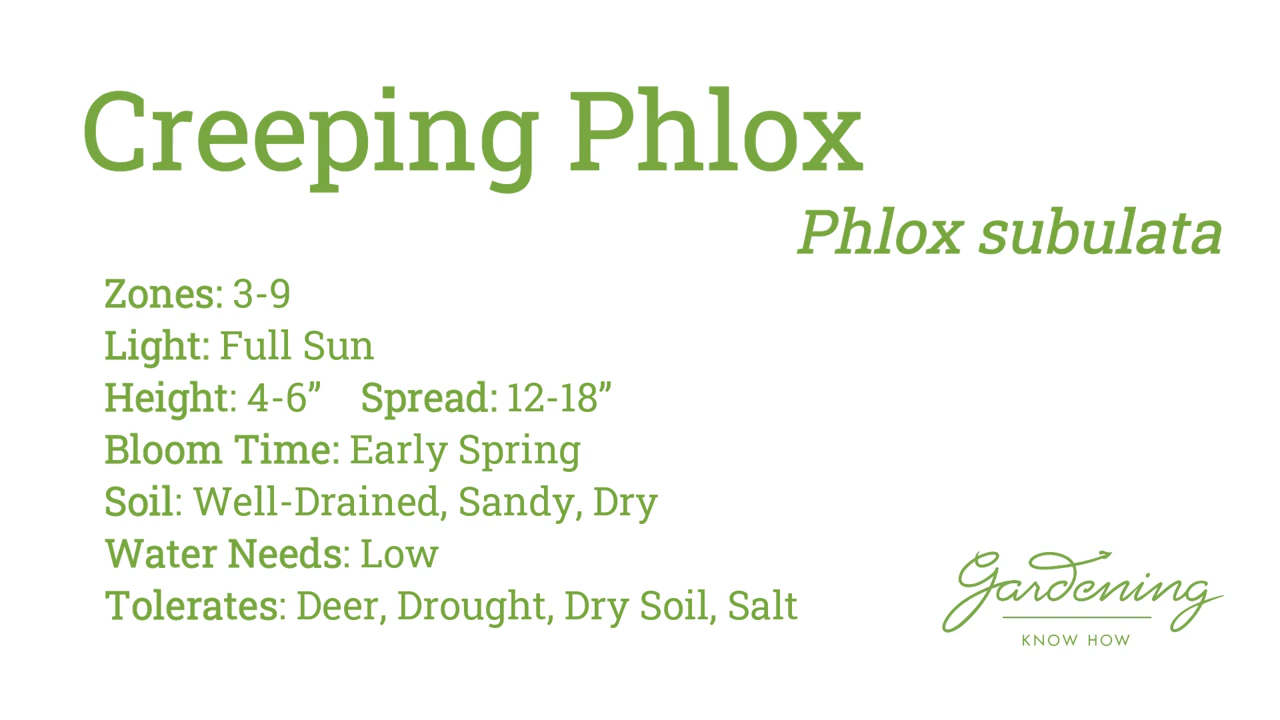 Creeping Phlox
Phlox subulata
Zones: 3-9
Light: Full Sun
Height: 4-6” Spread: 12-18”
Bloom Time: Early Spring
Soil: Well-Drained, Sandy, Dry
Water Needs: Low
Tolerates: Deer, Drought, Dry Soil, Salt
Gardening
KNOW HOW